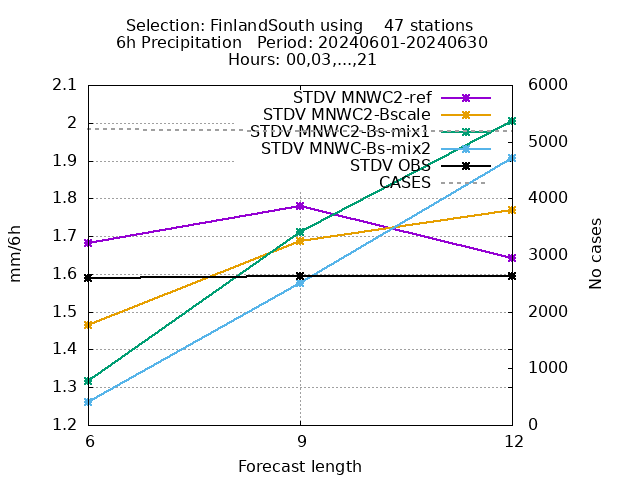 Selection: FinlandSouth using    47 stations
6h Precipitation   Period: 20240601-20240630
Hours: 00,03,...,21
STDV MNWC2-ref
STDV MNWC2-Bscale
STDV MNWC2-Bs-mix1
STDV MNWC-Bs-mix2
STDV OBS
CASES
2.1
2
1.9
1.8
1.7
1.6
1.5
1.4
1.3
1.2
mm/6h
6000
5000
4000
3000
2000
1000
0
No cases
6
9
12
Forecast length